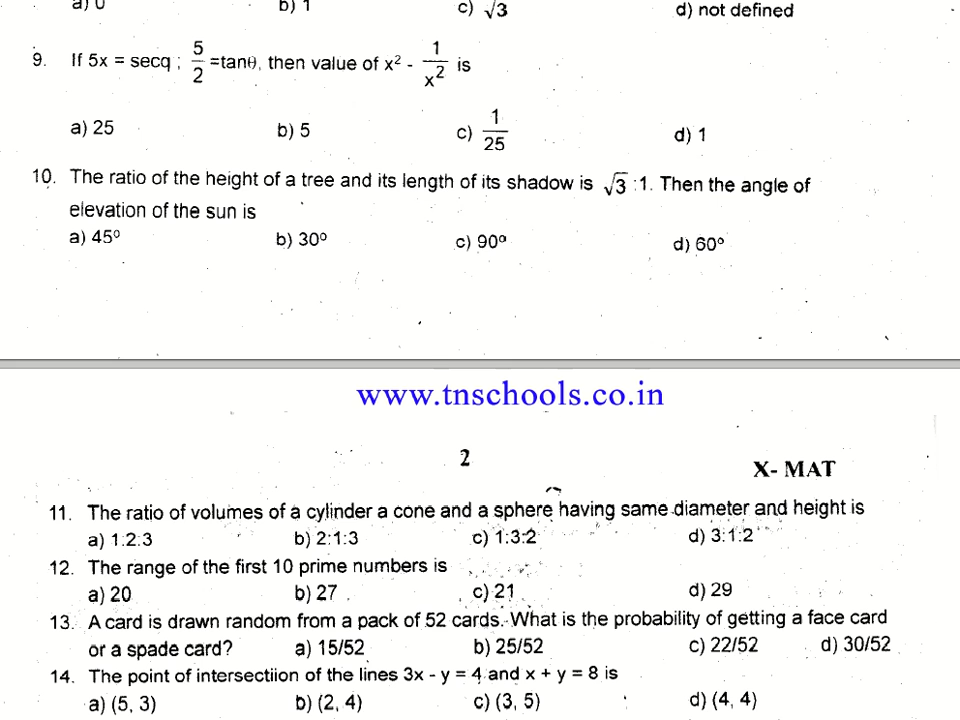 a) 0 b) 1 c) √3 d) not defined
9. If 5x = secq ; 5/2 =tanθ, then value of x² - 1/x² is
a) 25 b) 5 c) 1/25 d) 1
10. The ratio of the height of a tree and its length of its shadow is √3 :1. Then the angle of
elevation of the sun is
a) 45º b) 30º c) 90º d) 60º
www.tnschools.co.in
2
X- MAT
11. The ratio of volumes of a cylinder a cone and a sphere having same diameter and height is
a) 1:2:3 b) 2:1:3 c) 1:3:2 d) 3:1:2
12. The range of the first 10 prime numbers is
a) 20 b) 27 c) 21 d) 29
13. A card is drawn random from a pack of 52 cards. What is the probability of getting a face card
or a spade card? a) 15/52 b) 25/52 c) 22/52 d) 30/52
14. The point of intersectiion of the lines 3x - y = 4 and x + y = 8 is
a) (5, 3) b) (2, 4) c) (3, 5) d) (4, 4)